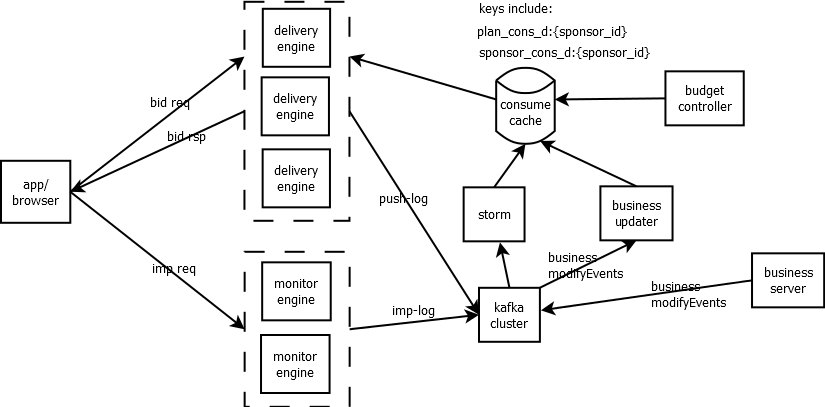 keys include:
plan_cons_d:{sponsor_id}
sponsor_cons_d:{sponsor_id}
delivery
engine
delivery
engine
delivery
engine
bid req
bid rsp
consume
cache
budget
controller
app/
browser
push-log
storm
business
updater
imp req
monitor
engine
monitor
engine
imp-log
kafka
cluster
business
modifyEvents
business
modifyEvents
business
server